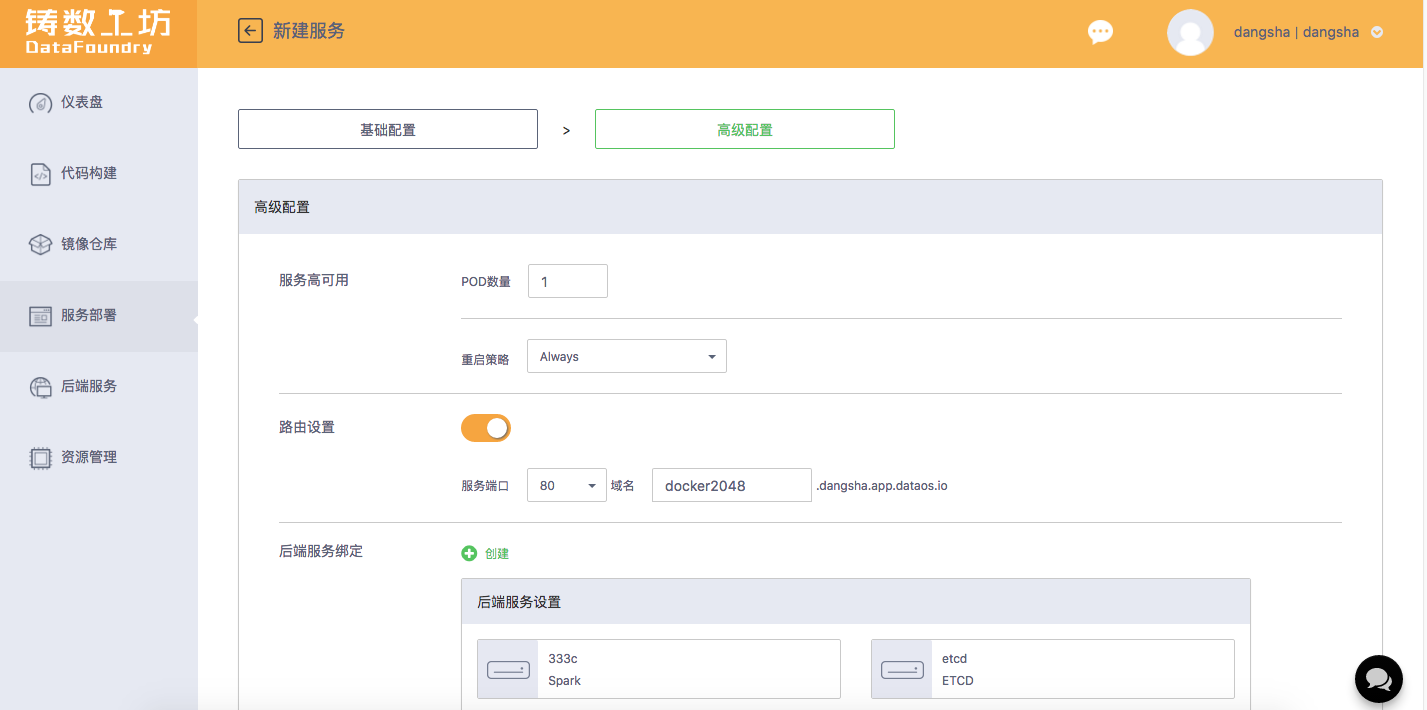 铸数工坊
DataFoundry
新建服务
dangsha | dangsha
仪表盘
代码构建
镜像仓库
服务部署
后端服务
资源管理
基础配置
>
高级配置
高级配置
服务高可用
POD数量
1
重启策略
Always
路由设置
服务端口
80
域名
docker2048
.dangsha.app.dataos.io
后端服务绑定
创建
后端服务设置
333c
Spark
etcd
ETCD